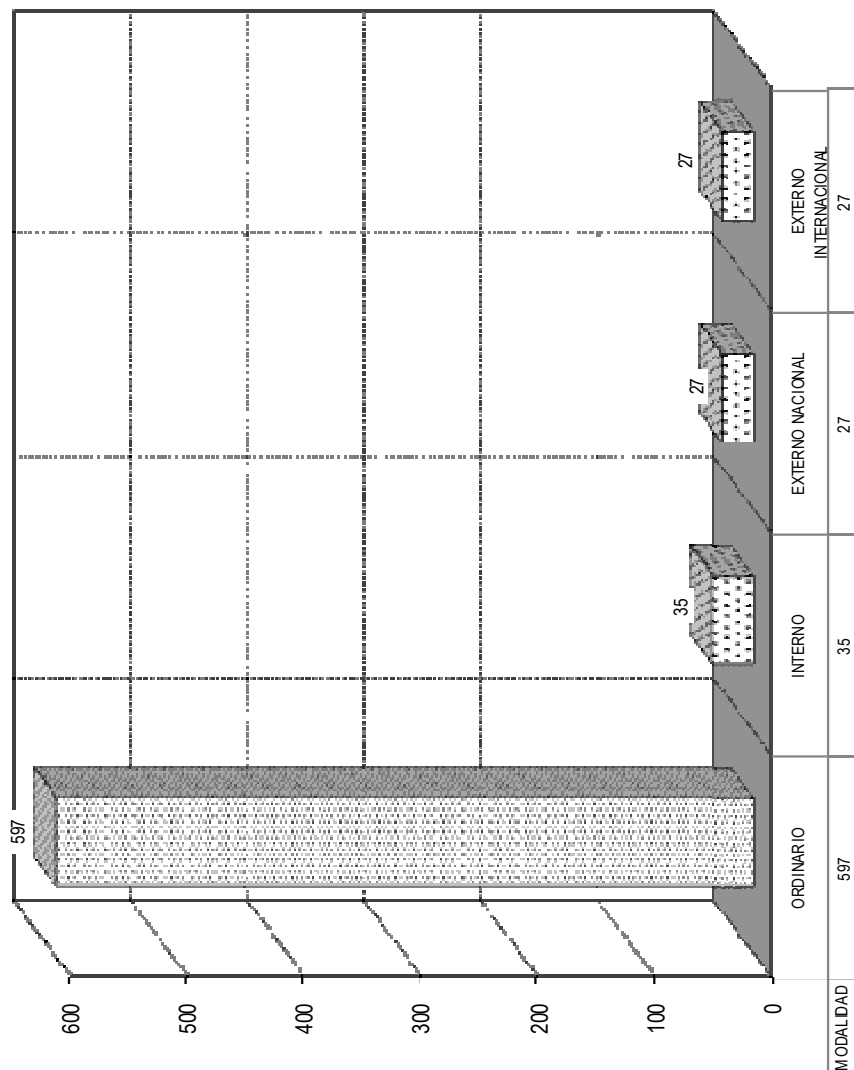 600
500
400
300
200
100
0
597
35
27
27
ORDINARIO
INTERNO
EXTERNO NACIONAL
EXTERNO
INTERNACIONAL
MODALIDAD
597
35
27
27